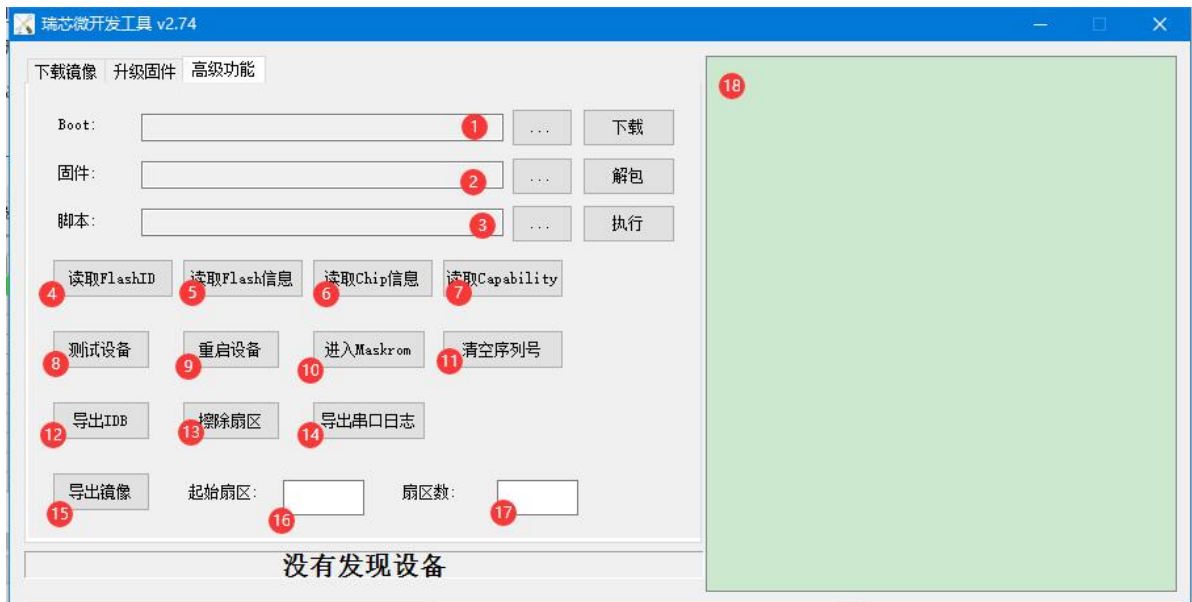 瑞芯微开发工具 v2.74
下载镜像 升级固件 高级功能
18
Boot: 1 ... 下载
固件: 2 ... 解包
脚本: 3 ... 执行
读取FlashID 读取Flash信息 读取Chip信息 读取Capability
4 5 6 7
测试设备 重启设备 进入Maskrom 清空序列号
8 9 10 11
导出IDB 擦除扇区 导出串口日志
12 13 14
导出镜像 起始扇区: 扇区数:
15 16 17
没有发现设备